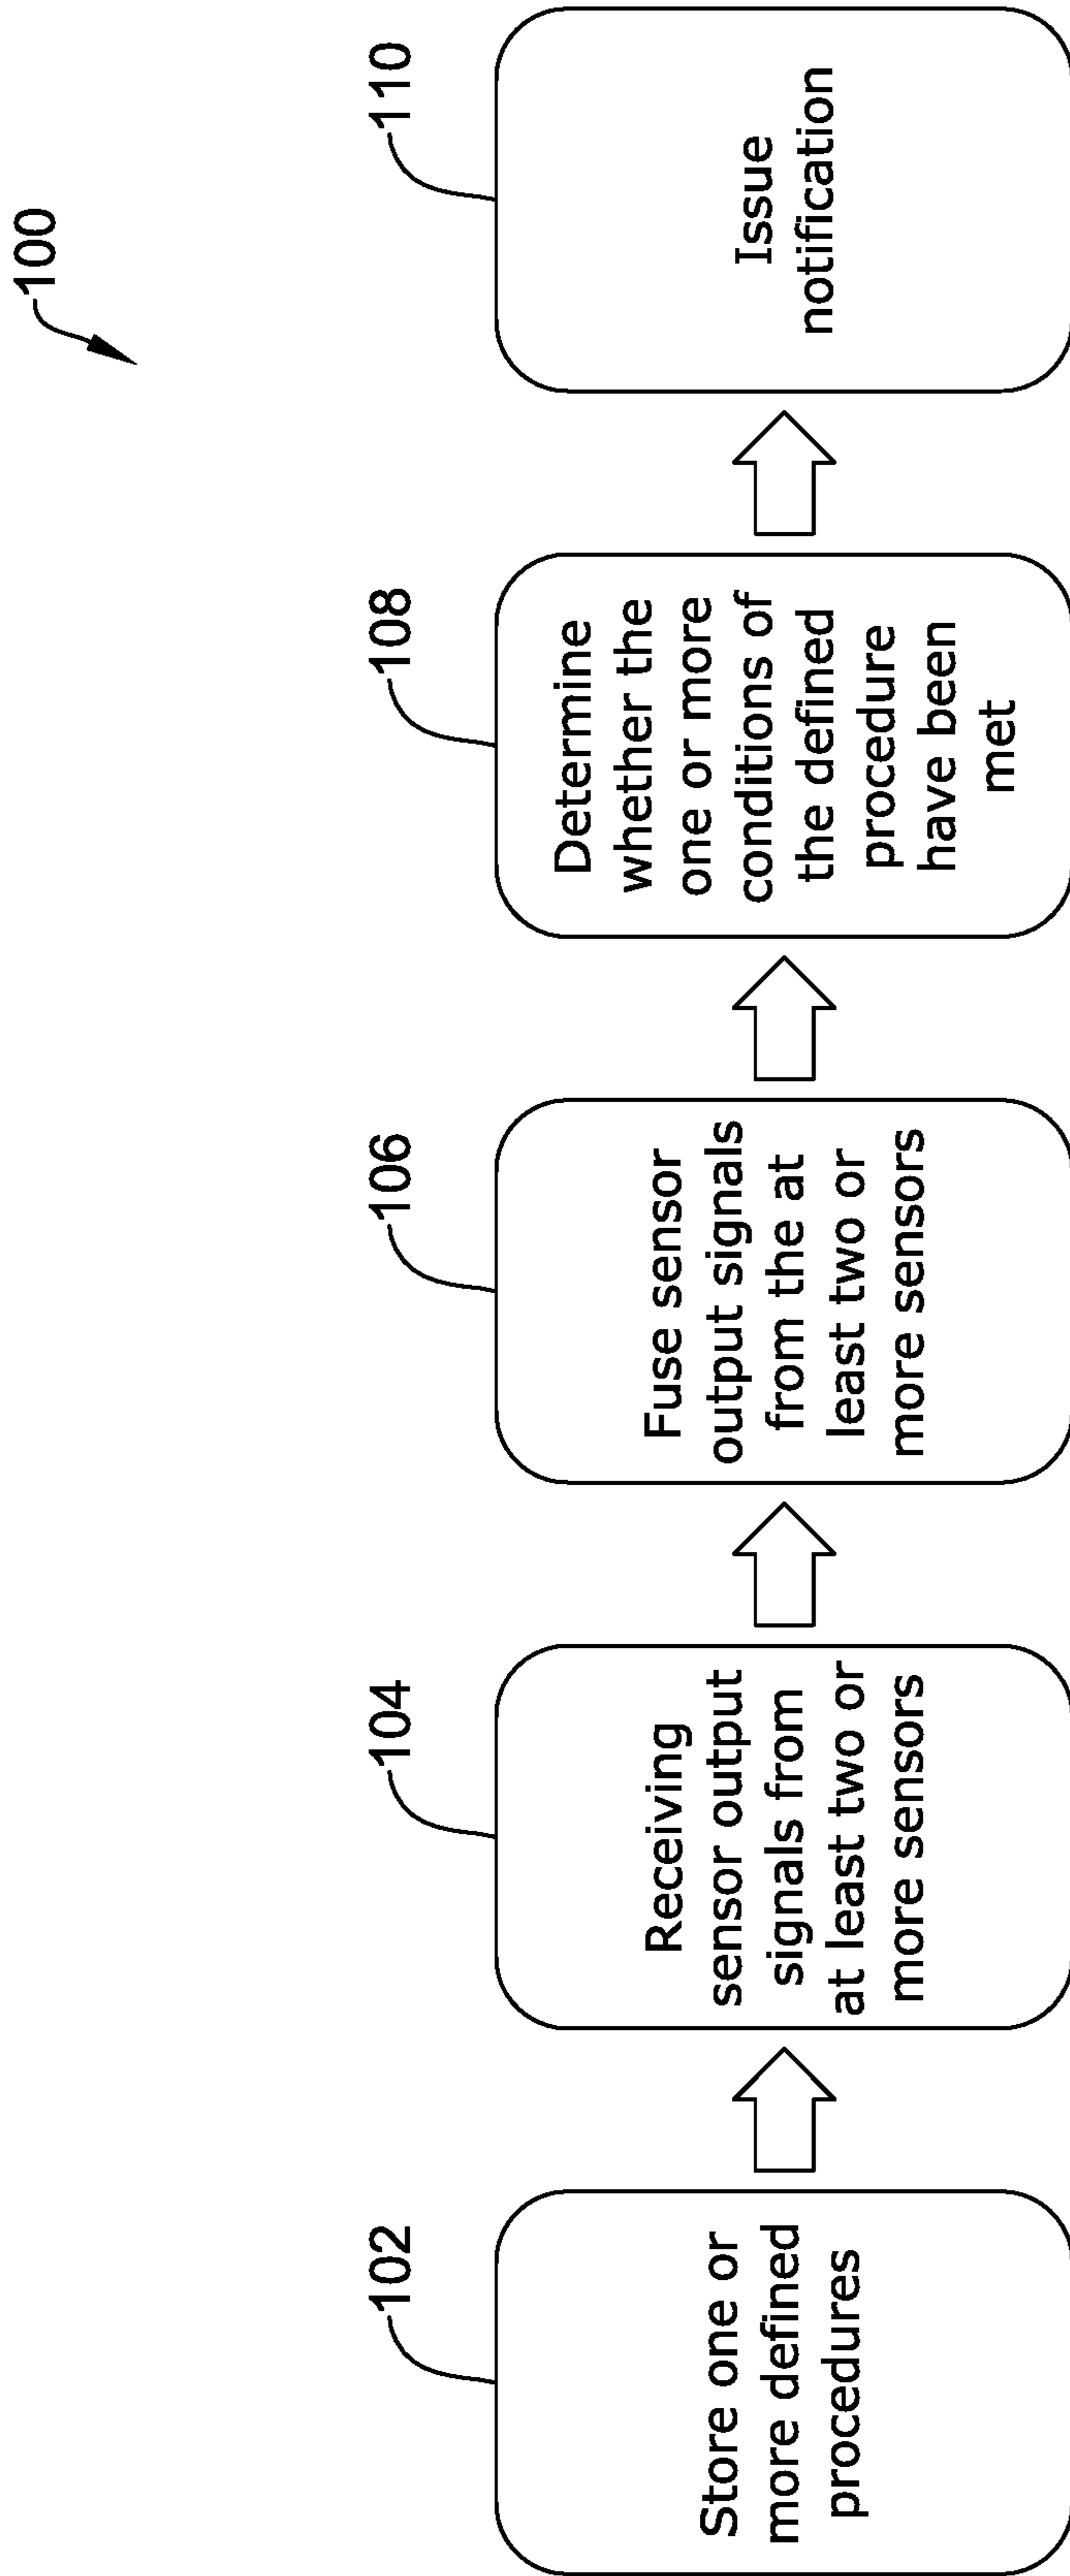 100
102
Store one or
more defined
procedures
104
Receiving
sensor output
signals from
at least two or
more sensors
106
Fuse sensor
output signals
from the at
least two or
more sensors
108
Determine
whether the
one or more
conditions of
the defined
procedure
have been
met
110
Issue
notification